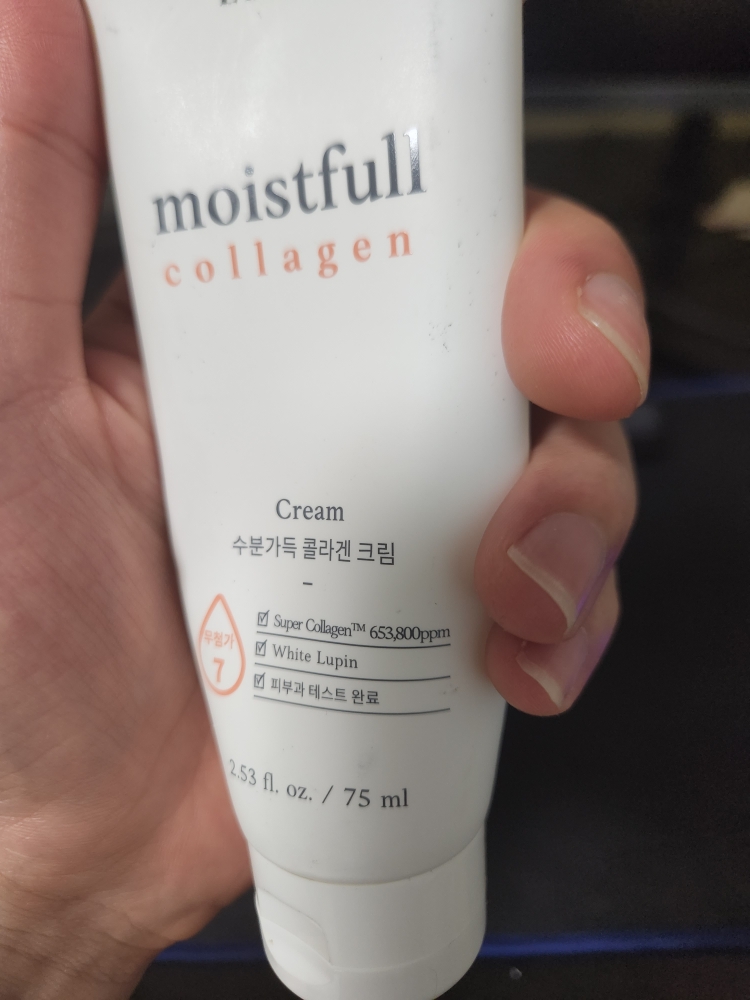 moistfull
collagen
Cream
수분가득 콜라겐 크림
무첨가
7
Super Collagen™ 653,800ppm
White Lupin
피부과 테스트 완료
2.53 fl. oz. / 75 ml